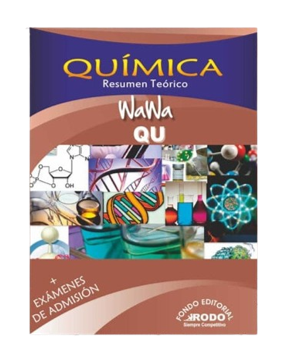 QUÍMICA
Resumen Teórico
WaWa
QU
+
EXÁMENES
DE ADMISIÓN
FONDO EDITORIAL
RODO
Siempre Competitivo